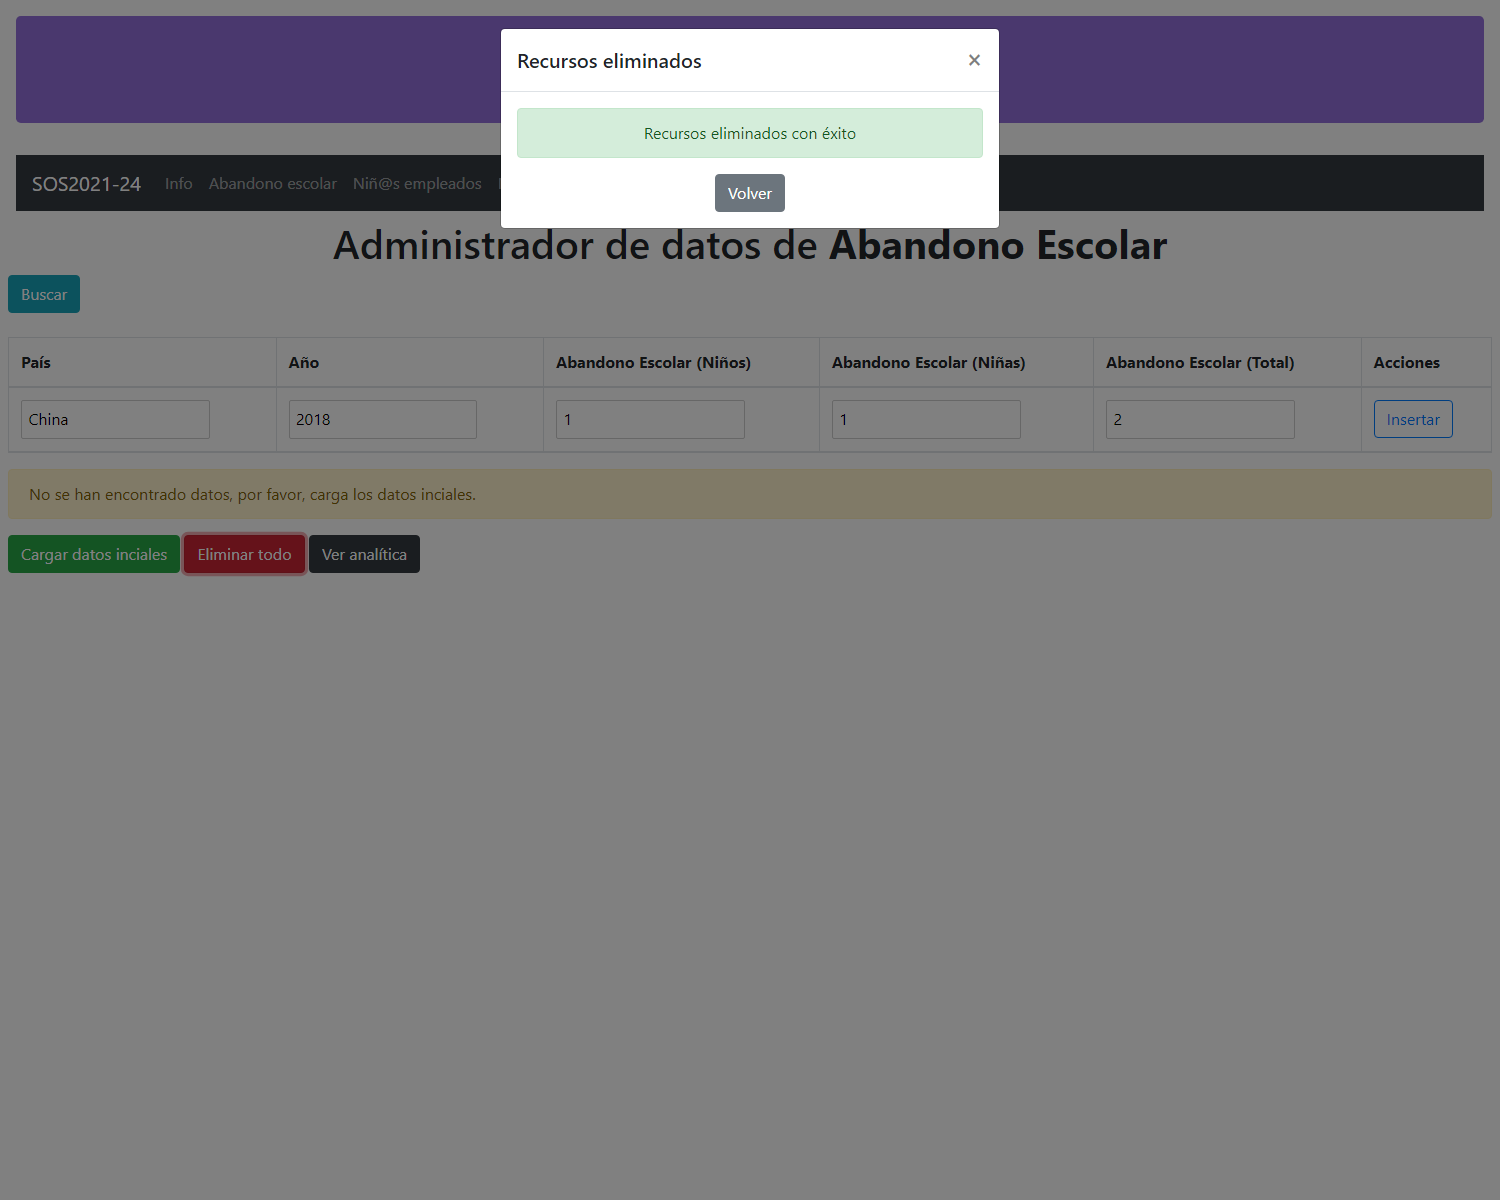 Recursos eliminados ×
Recursos eliminados con éxito
Volver
SOS2021-24 Info Abandono escolar Niñ@s empleados
Administrador de datos de Abandono Escolar
Buscar
País Año Abandono Escolar (Niños) Abandono Escolar (Niñas) Abandono Escolar (Total) Acciones
China 2018 1 1 2 Insertar
No se han encontrado datos, por favor, carga los datos inciales.
Cargar datos inciales Eliminar todo Ver analítica